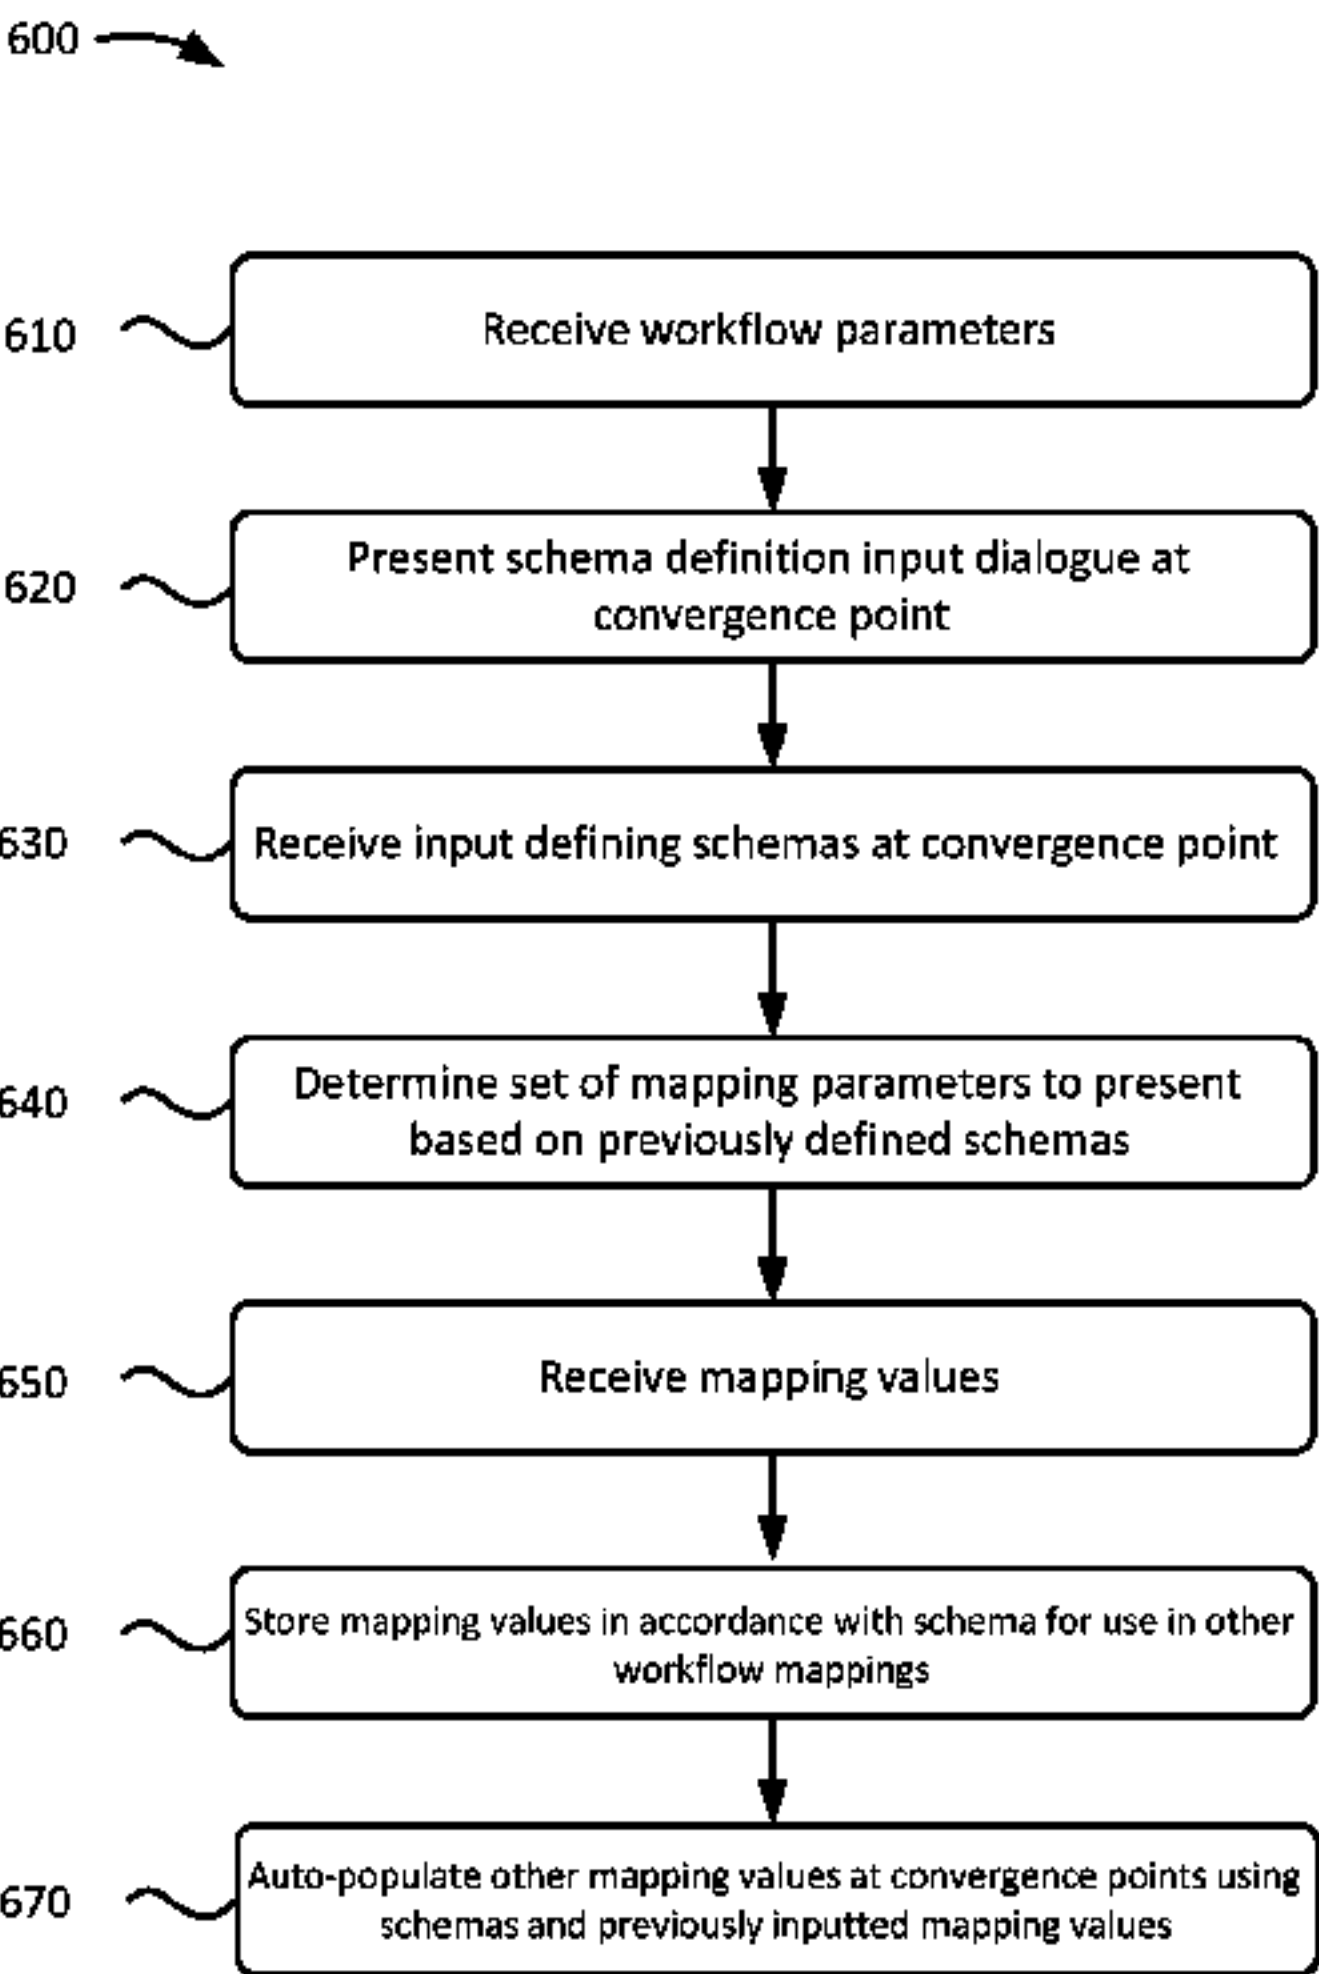 600
610
Receive workflow parameters
620
Present schema definition input dialogue at
convergence point
630
Receive input defining schemas at convergence point
640
Determine set of mapping parameters to present
based on previously defined schemas
650
Receive mapping values
660
Store mapping values in accordance with schema for use in other
workflow mappings
670
Auto-populate other mapping values at convergence points using
schemas and previously inputted mapping values